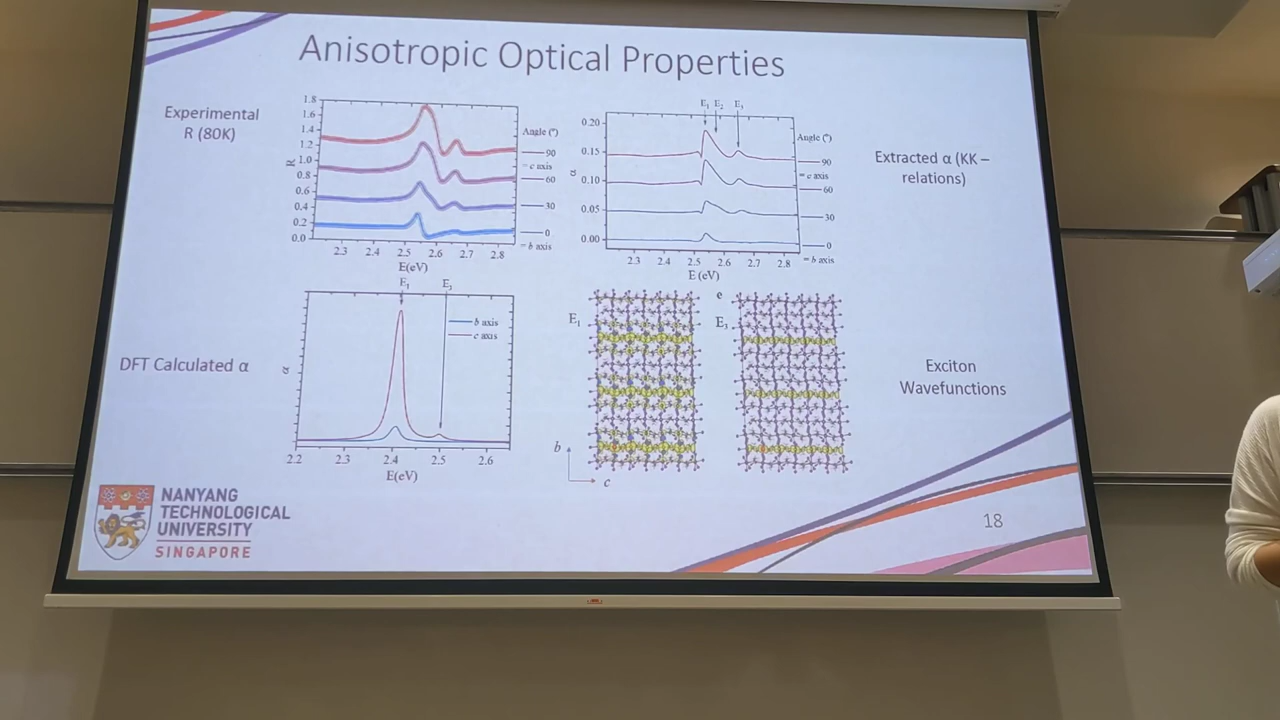 Anisotropic Optical Properties
Experimental
R (80K)
1.8
1.6
1.4
1.2
1.0
0.8
0.6
0.4
0.2
0.0
R
2.3 2.4 2.5 2.6 2.7 2.8
E(eV)
Angle (°)
90
= c axis
60
30
0
= b axis
E₁ E₂ E₃
0.20
0.15
0.10
0.05
0.00
α
2.3 2.4 2.5 2.6 2.7 2.8
E (eV)
Angle (°)
90
= c axis
60
30
0
= b axis
Extracted α (KK –
relations)
DFT Calculated α
E₁ E₃
α
b axis
c axis
2.2 2.3 2.4 2.5 2.6
E(eV)
E₁
e
E₃
b
c
Exciton
Wavefunctions
NANYANG
TECHNOLOGICAL
UNIVERSITY
SINGAPORE
18